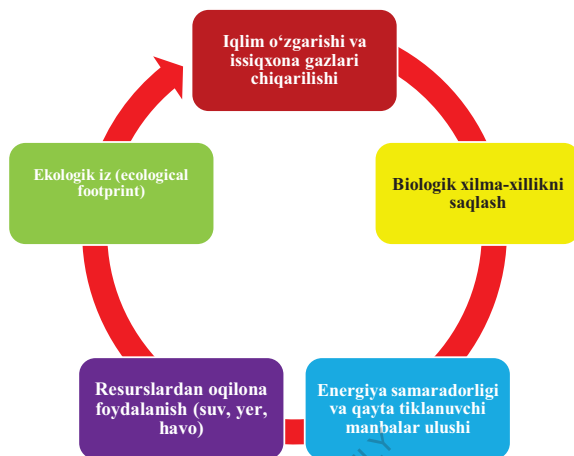 Iqlim o‘zgarishi va
issiqxona gazlari
chiqarilishi
Biologik xilma-xillikni
saqlash
Energiya samaradorligi
va qayta tiklanuvchi
manbalar ulushi
Resurslardan oqilona
foydalanish (suv, yer,
havo)
Ekologik iz (ecological
footprint)